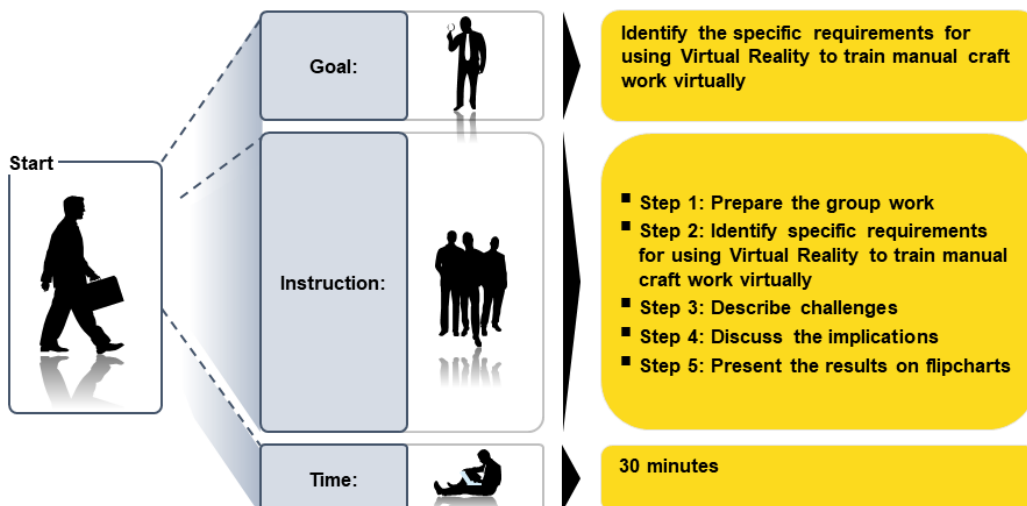 Start
Goal:
Identify the specific requirements for
using Virtual Reality to train manual craft
work virtually
Instruction:
▪ Step 1: Prepare the group work
▪ Step 2: Identify specific requirements
for using Virtual Reality to train manual
craft work virtually
▪ Step 3: Describe challenges
▪ Step 4: Discuss the implications
▪ Step 5: Present the results on flipcharts
Time:
30 minutes